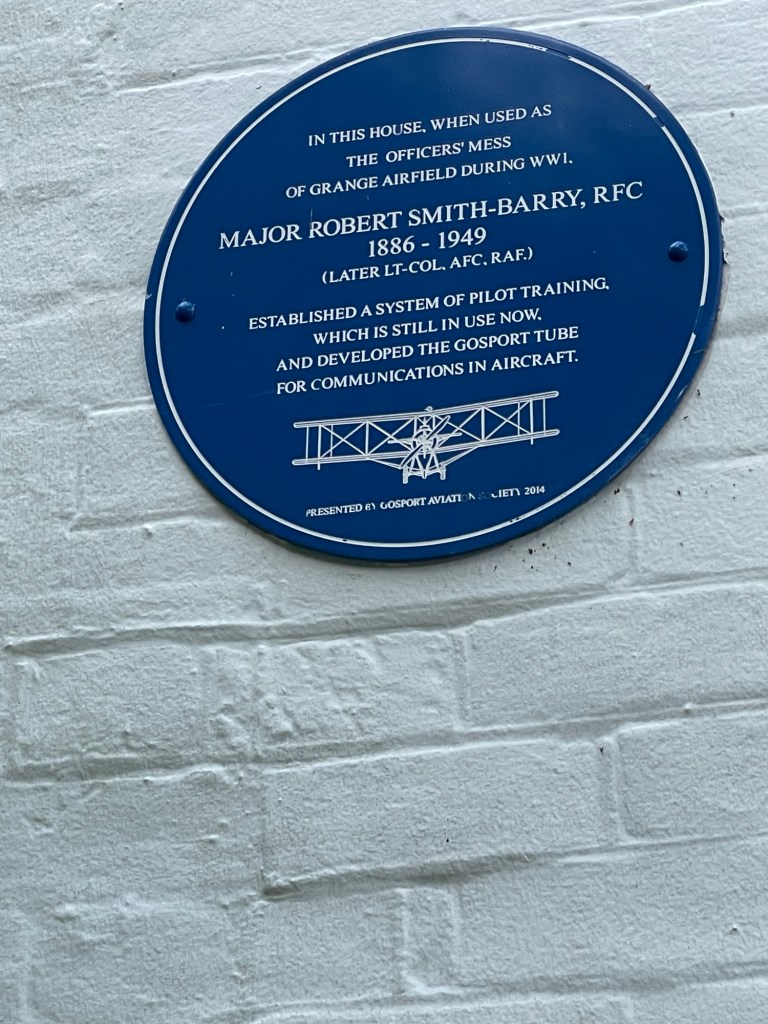 IN THIS HOUSE, WHEN USED AS
THE OFFICERS' MESS
OF GRANGE AIRFIELD DURING WW1,
MAJOR ROBERT SMITH-BARRY, RFC
1886 - 1949
(LATER LT-COL, AFC, RAF.)
ESTABLISHED A SYSTEM OF PILOT TRAINING,
WHICH IS STILL IN USE NOW,
AND DEVELOPED THE GOSPORT TUBE
FOR COMMUNICATIONS IN AIRCRAFT.
PRESENTED BY GOSPORT AVIATION SOCIETY 2014